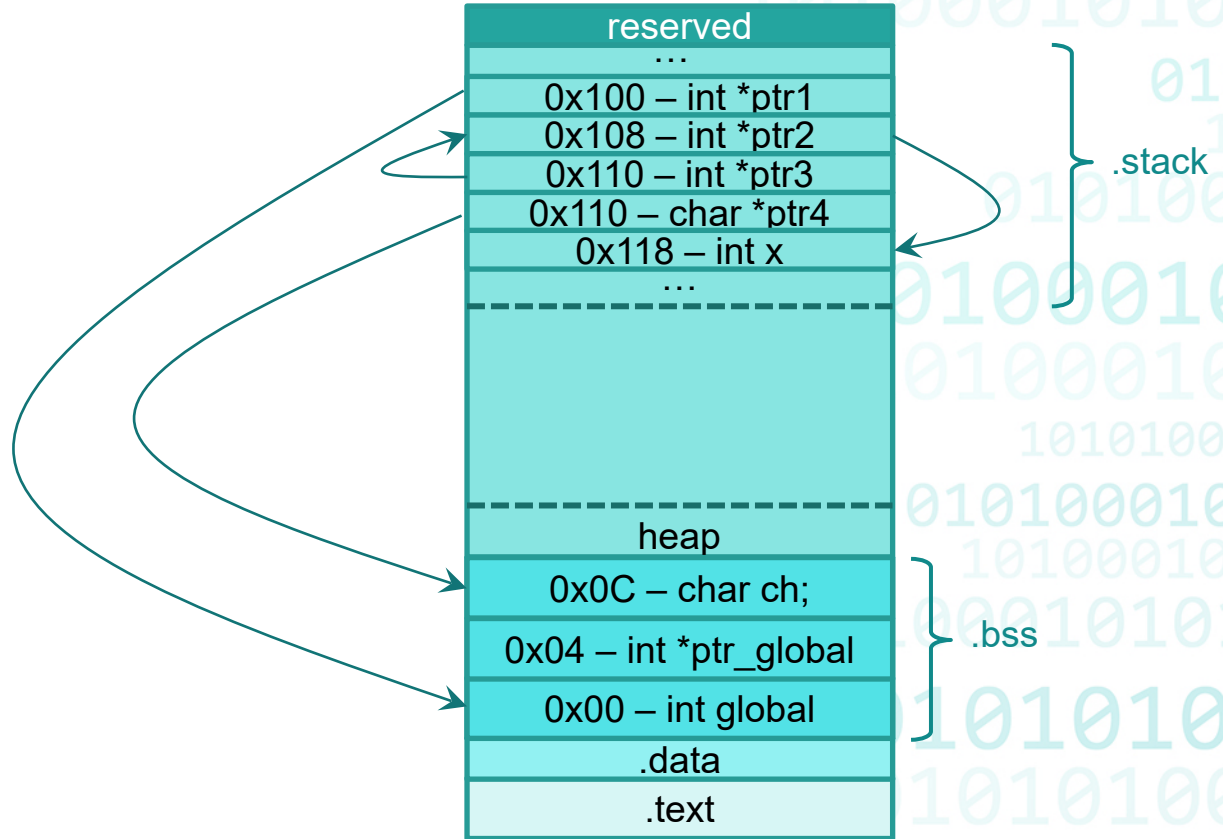 reserved
…
0x100 – int *ptr1
0x108 – int *ptr2
0x110 – int *ptr3
0x110 – char *ptr4
0x118 – int x
…
.stack
heap
0x0C – char ch;
0x04 – int *ptr_global
0x00 – int global
.bss
.data
.text